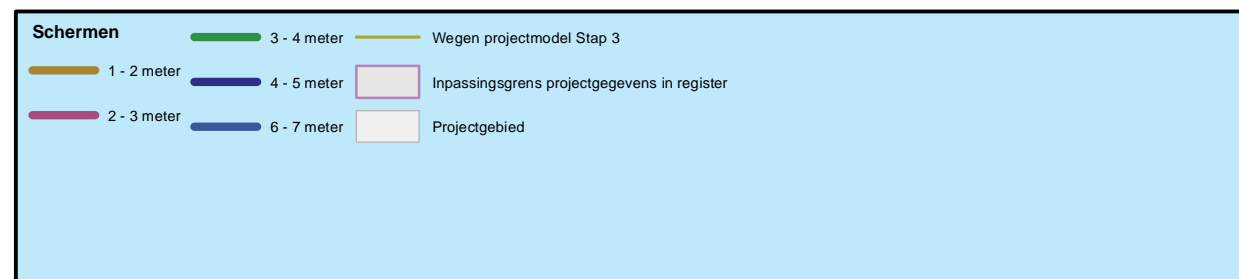 Schermen
1 - 2 meter
2 - 3 meter
3 - 4 meter
4 - 5 meter
6 - 7 meter
Wegen projectmodel Stap 3
Inpassingsgrens projectgegevens in register
Projectgebied